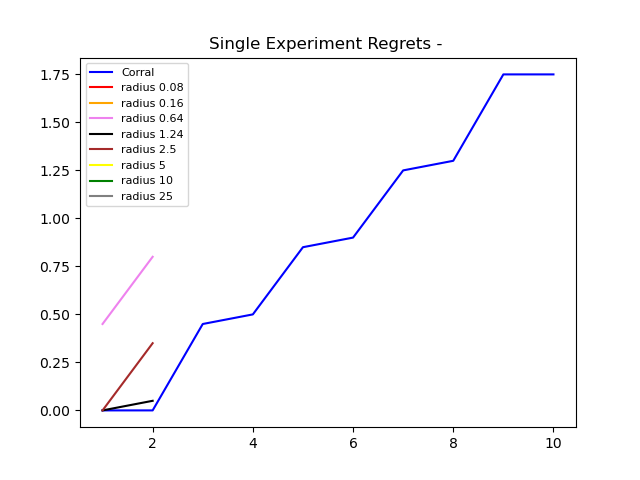 Single Experiment Regrets -
Corral
radius 0.08
radius 0.16
radius 0.64
radius 1.24
radius 2.5
radius 5
radius 10
radius 25
1.75
1.50
1.25
1.00
0.75
0.50
0.25
0.00
2 4 6 8 10